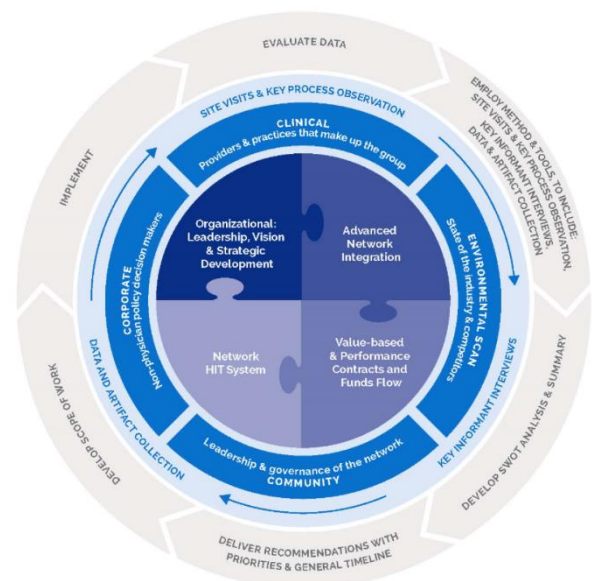 EVALUATE DATA
EMPLOY METHOD & TOOLS, TO INCLUDE:
SITE VISITS & KEY PROCESS OBSERVATION,
KEY INFORMANT INTERVIEWS,
DATA & ARTIFACT COLLECTION
DEVELOP SWOT ANALYSIS & SUMMARY
DELIVER RECOMMENDATIONS WITH
PRIORITIES & GENERAL TIMELINE
DEVELOP SCOPE OF WORK
IMPLEMENT
SITE VISITS & KEY PROCESS OBSERVATION
KEY INFORMANT INTERVIEWS
DATA AND ARTIFACT COLLECTION
CLINICAL
Providers & practices that make up the group
ENVIRONMENTAL SCAN
State of the industry & competitors
Leadership & governance of the network
COMMUNITY
CORPORATE
Non-physician policy decision makers
Organizational:
Leadership, Vision
& Strategic
Development
Advanced
Network
Integration
Network
HIT System
Value-based
& Performance
Contracts and
Funds Flow